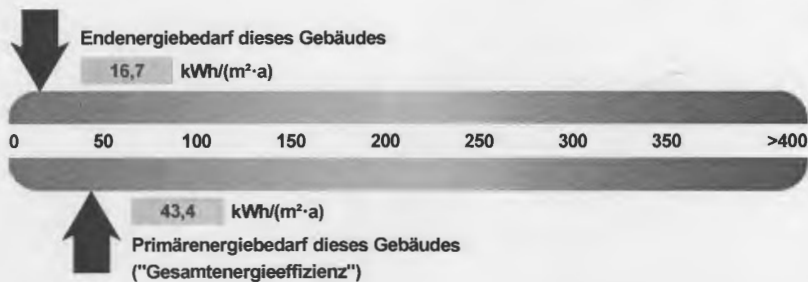 Endenergiebedarf dieses Gebäudes
16,7 kWh/(m²·a)
0 50 100 150 200 250 300 350 >400
43,4 kWh/(m²·a)
Primärenergiebedarf dieses Gebäudes
("Gesamtenergieeffizienz")